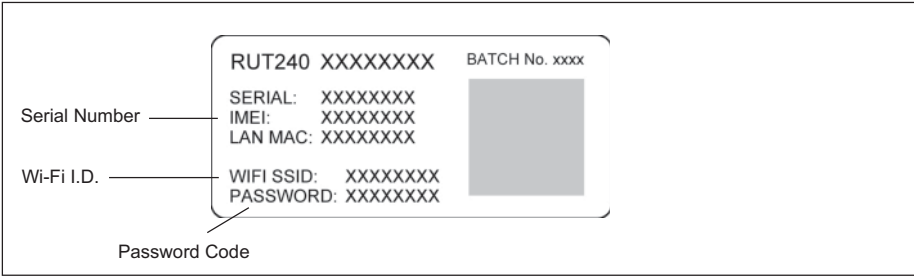 RUT240 XXXXXXXX BATCH No. xxxx
SERIAL: XXXXXXXX
Serial Number IMEI: XXXXXXXX
LAN MAC: XXXXXXXX
Wi-Fi I.D. WIFI SSID: XXXXXXXX
PASSWORD: XXXXXXXX
Password Code